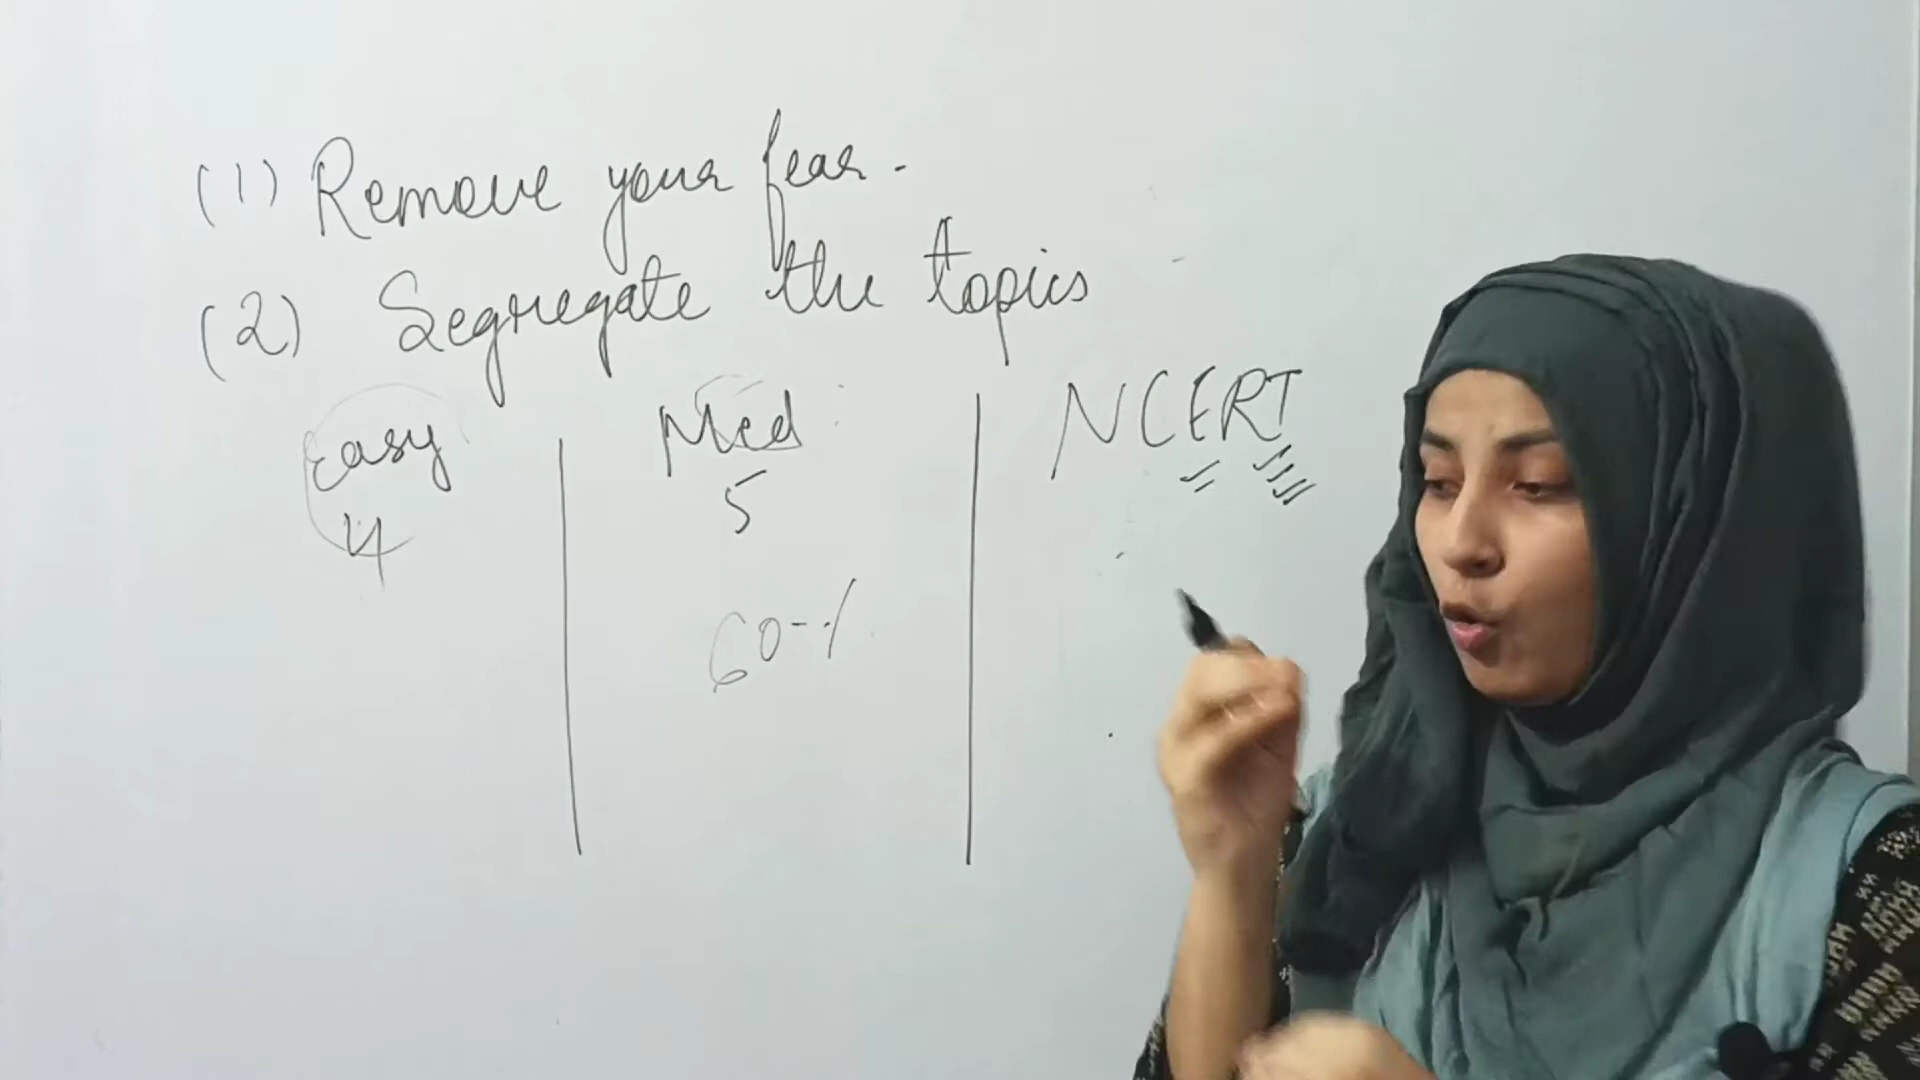 (1) Remove your fear.
(2) Segregate the topics
Easy Med NCERT
4 5
60%